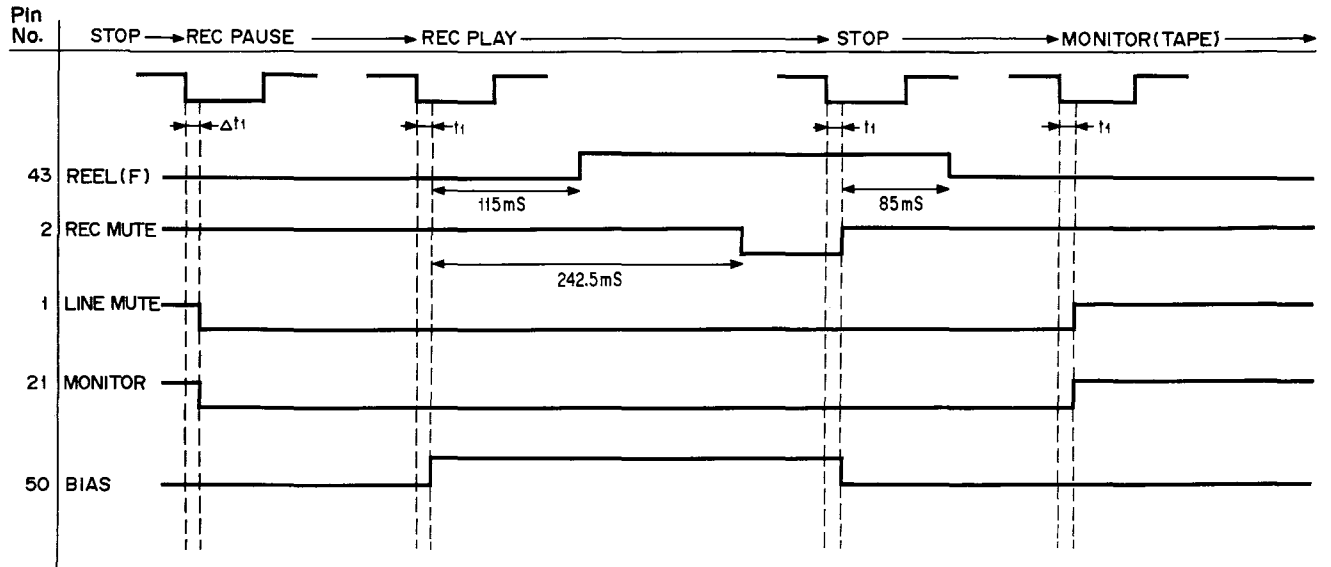 Pin
No. STOP → REC PAUSE → REC PLAY → STOP → MONITOR(TAPE) →
Δt1 t1 t1 t1
43 REEL(F)
115mS 85mS
2 REC MUTE
242.5mS
1 LINE MUTE
21 MONITOR
50 BIAS